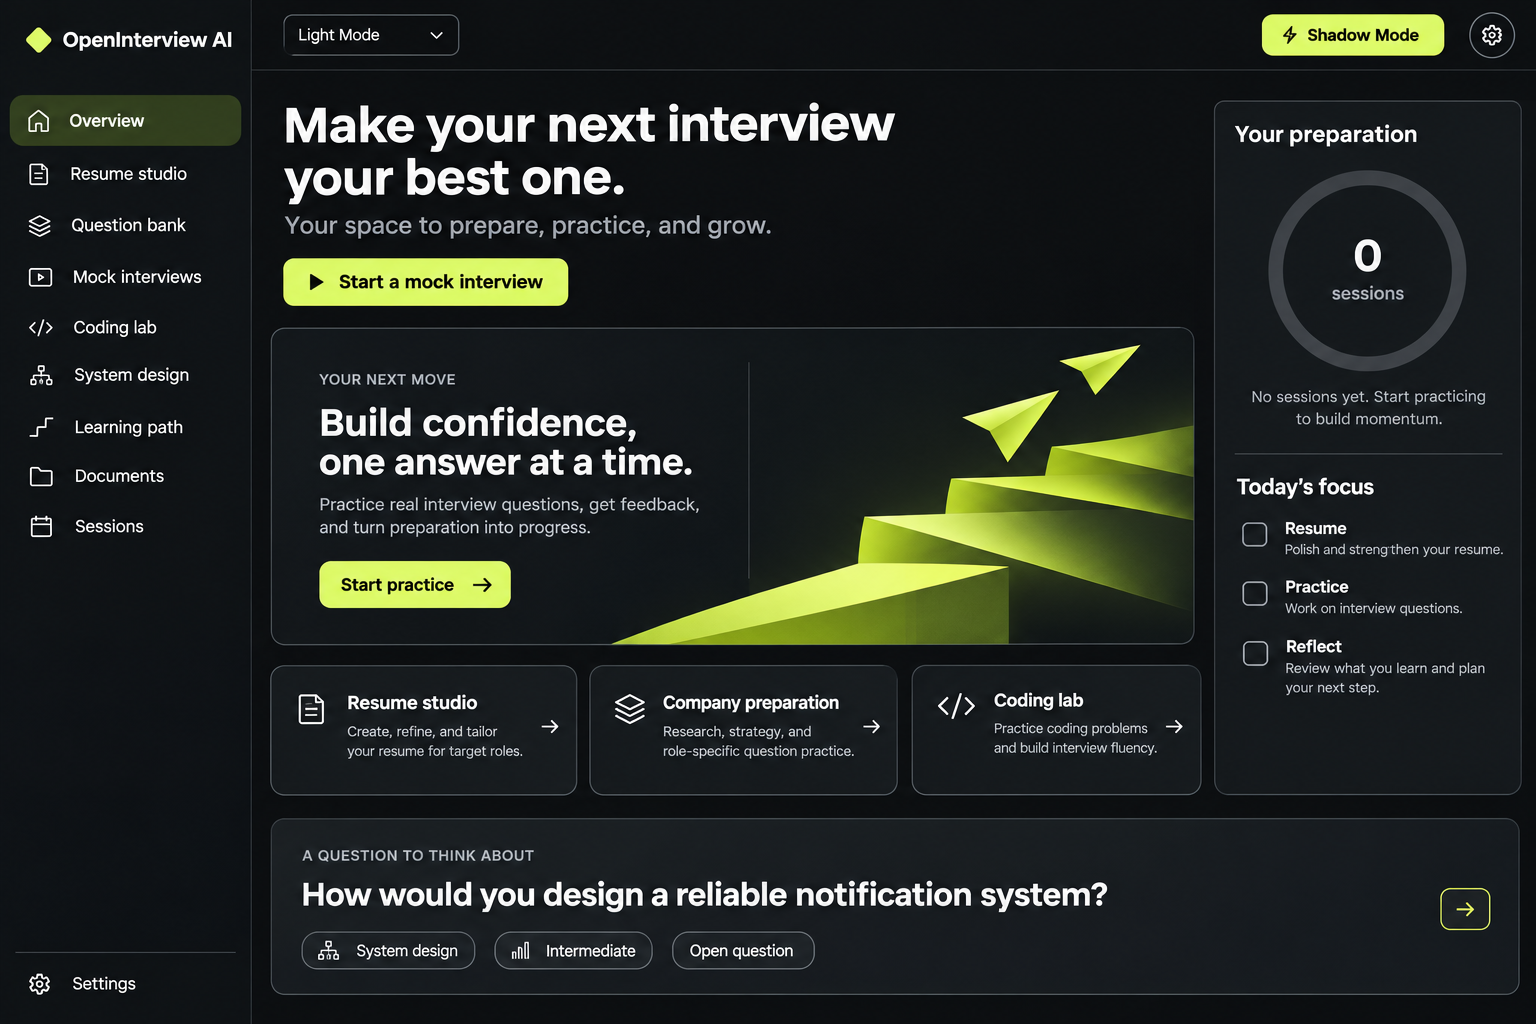 OpenInterview AI
Overview
Resume studio
Question bank
Mock interviews
Coding lab
System design
Learning path
Documents
Sessions
Settings
Light Mode
Shadow Mode
Make your next interview
your best one.
Your space to prepare, practice, and grow.
Start a mock interview
YOUR NEXT MOVE
Build confidence,
one answer at a time.
Practice real interview questions, get feedback,
and turn preparation into progress.
Start practice
Resume studio
Create, refine, and tailor
your resume for target roles.
Company preparation
Research, strategy, and
role-specific question practice.
Coding lab
Practice coding problems
and build interview fluency.
Your preparation
0
sessions
No sessions yet. Start practicing
to build momentum.
Today’s focus
Resume
Polish and strengthen your resume.
Practice
Work on interview questions.
Reflect
Review what you learn and plan
your next step.
A QUESTION TO THINK ABOUT
How would you design a reliable notification system?
System design
Intermediate
Open question